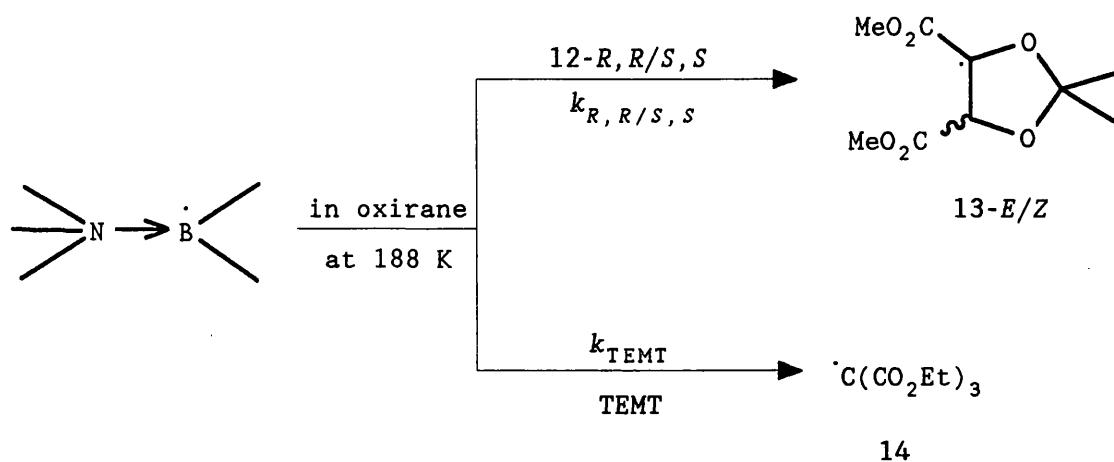 MeO₂C
O
12-R,R/S,S
k_R,R/S,S
MeO₂C
O
13-E/Z
N
Ḃ
in oxirane
at 188 K
k_TEMT
TEMT
˙C(CO₂Et)₃
14